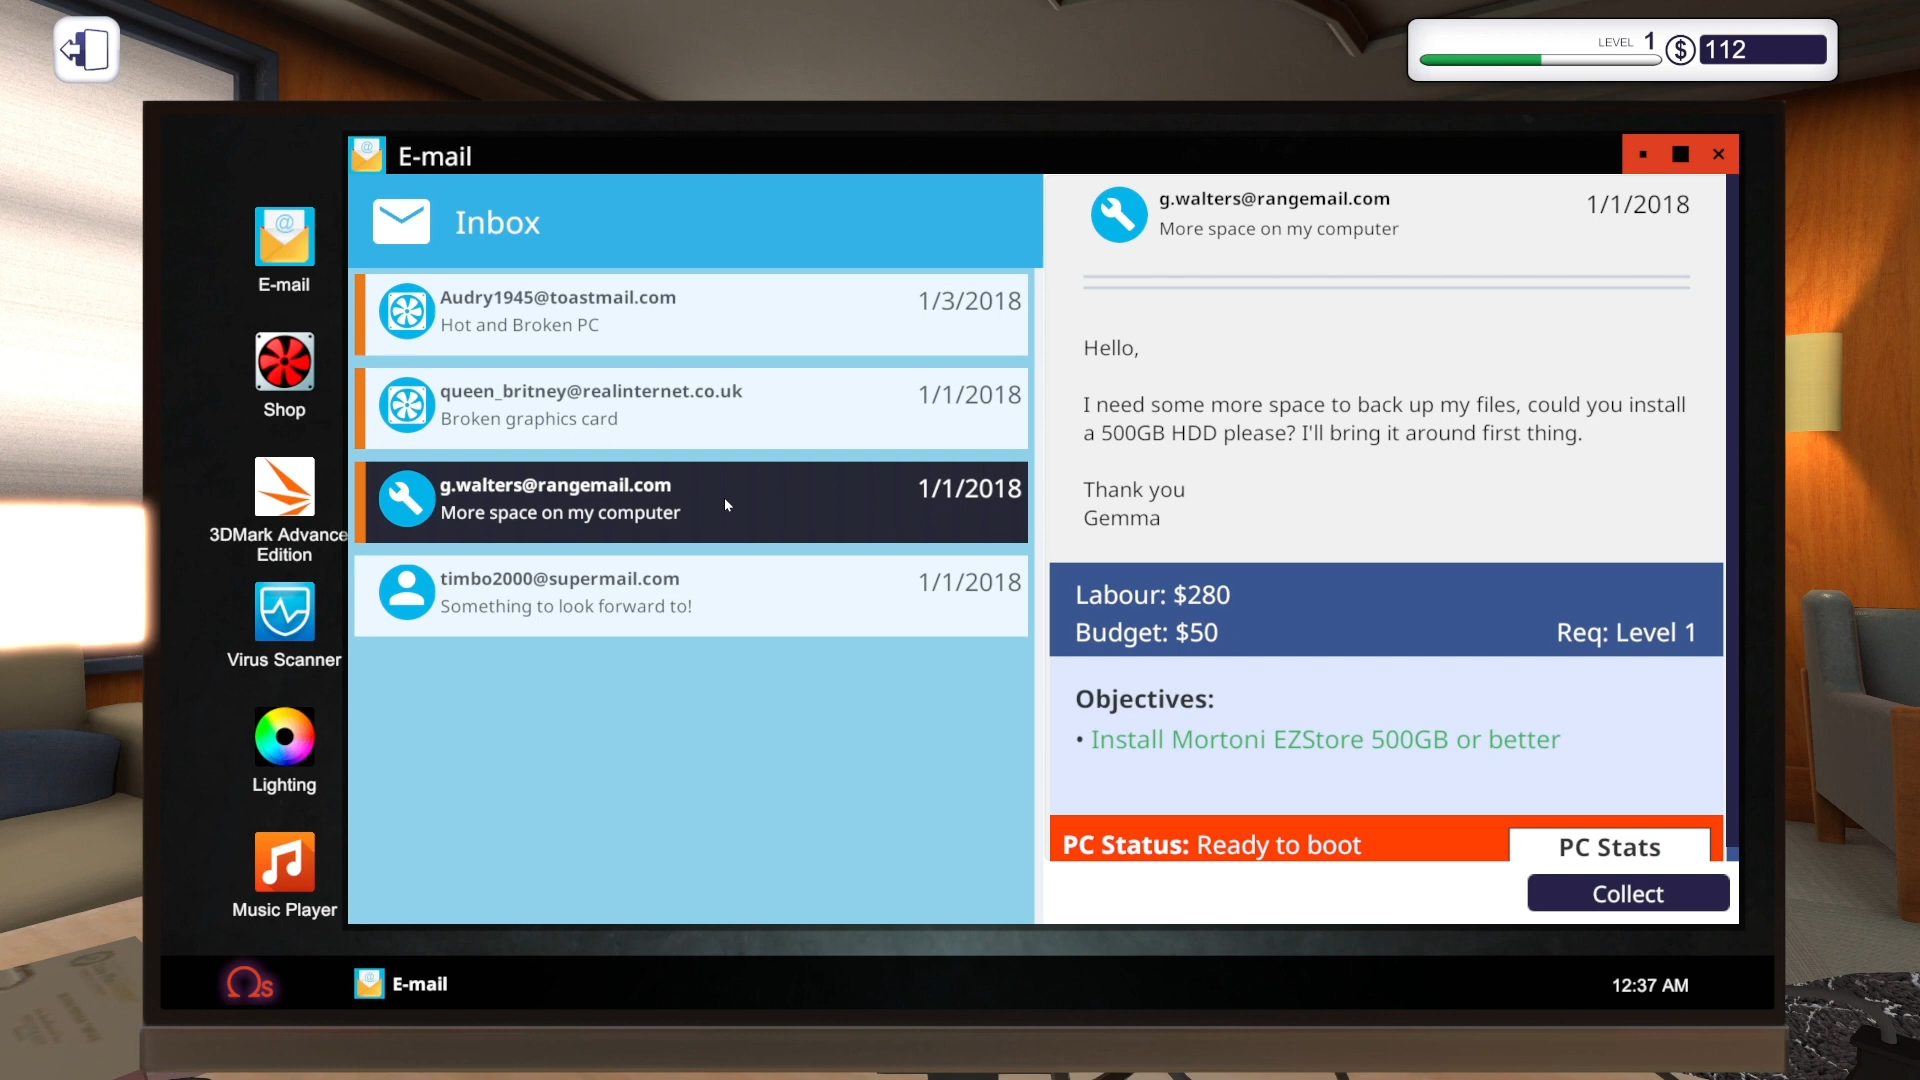 LEVEL 1
$ 112
E-mail
Inbox
Audry1945@toastmail.com
1/3/2018
Hot and Broken PC
queen_britney@realinternet.co.uk
1/1/2018
Broken graphics card
g.walters@rangemail.com
1/1/2018
More space on my computer
timbo2000@supermail.com
1/1/2018
Something to look forward to!
g.walters@rangemail.com
1/1/2018
More space on my computer
Hello,
I need some more space to back up my files, could you install
a 500GB HDD please? I'll bring it around first thing.
Thank you
Gemma
Labour: $280
Budget: $50
Req: Level 1
Objectives:
• Install Mortoni EZStore 500GB or better
PC Status: Ready to boot
PC Stats
Collect
E-mail
Shop
3DMark Advance
Edition
Virus Scanner
Lighting
Music Player
Ωs
E-mail
12:37 AM